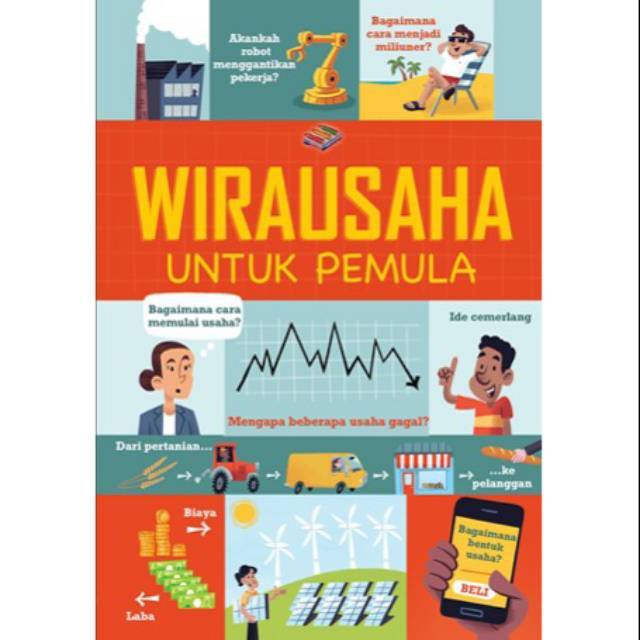 Akankah
robot
menggantikan
pekerja?
Bagaimana
cara menjadi
miliuner?
WIRAUSAHA
UNTUK PEMULA
Bagaimana cara
memulai usaha?
Ide cemerlang
Mengapa beberapa usaha gagal?
Dari pertanian...
...ke
pelanggan
Biaya
Laba
Bagaimana
bentuk
usaha?
BELI